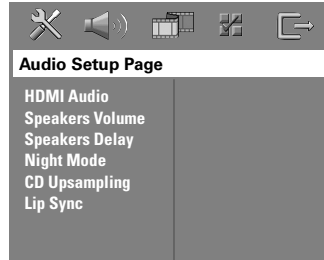 Audio Setup Page
HDMI Audio
Speakers Volume
Speakers Delay
Night Mode
CD Upsampling
Lip Sync